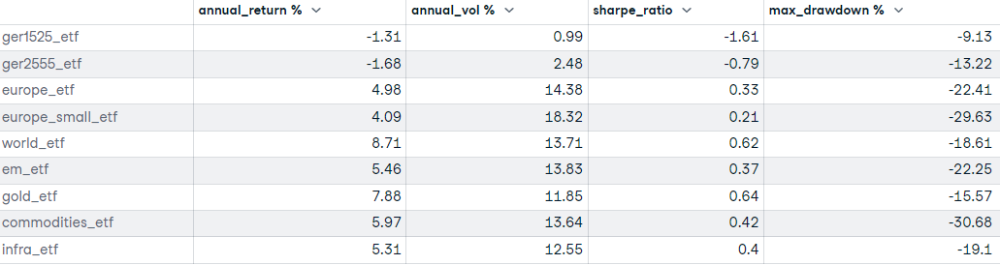 annual_return % annual_vol % sharpe_ratio max_drawdown %
ger1525_etf -1.31 0.99 -1.61 -9.13
ger2555_etf -1.68 2.48 -0.79 -13.22
europe_etf 4.98 14.38 0.33 -22.41
europe_small_etf 4.09 18.32 0.21 -29.63
world_etf 8.71 13.71 0.62 -18.61
em_etf 5.46 13.83 0.37 -22.25
gold_etf 7.88 11.85 0.64 -15.57
commodities_etf 5.97 13.64 0.42 -30.68
infra_etf 5.31 12.55 0.4 -19.1